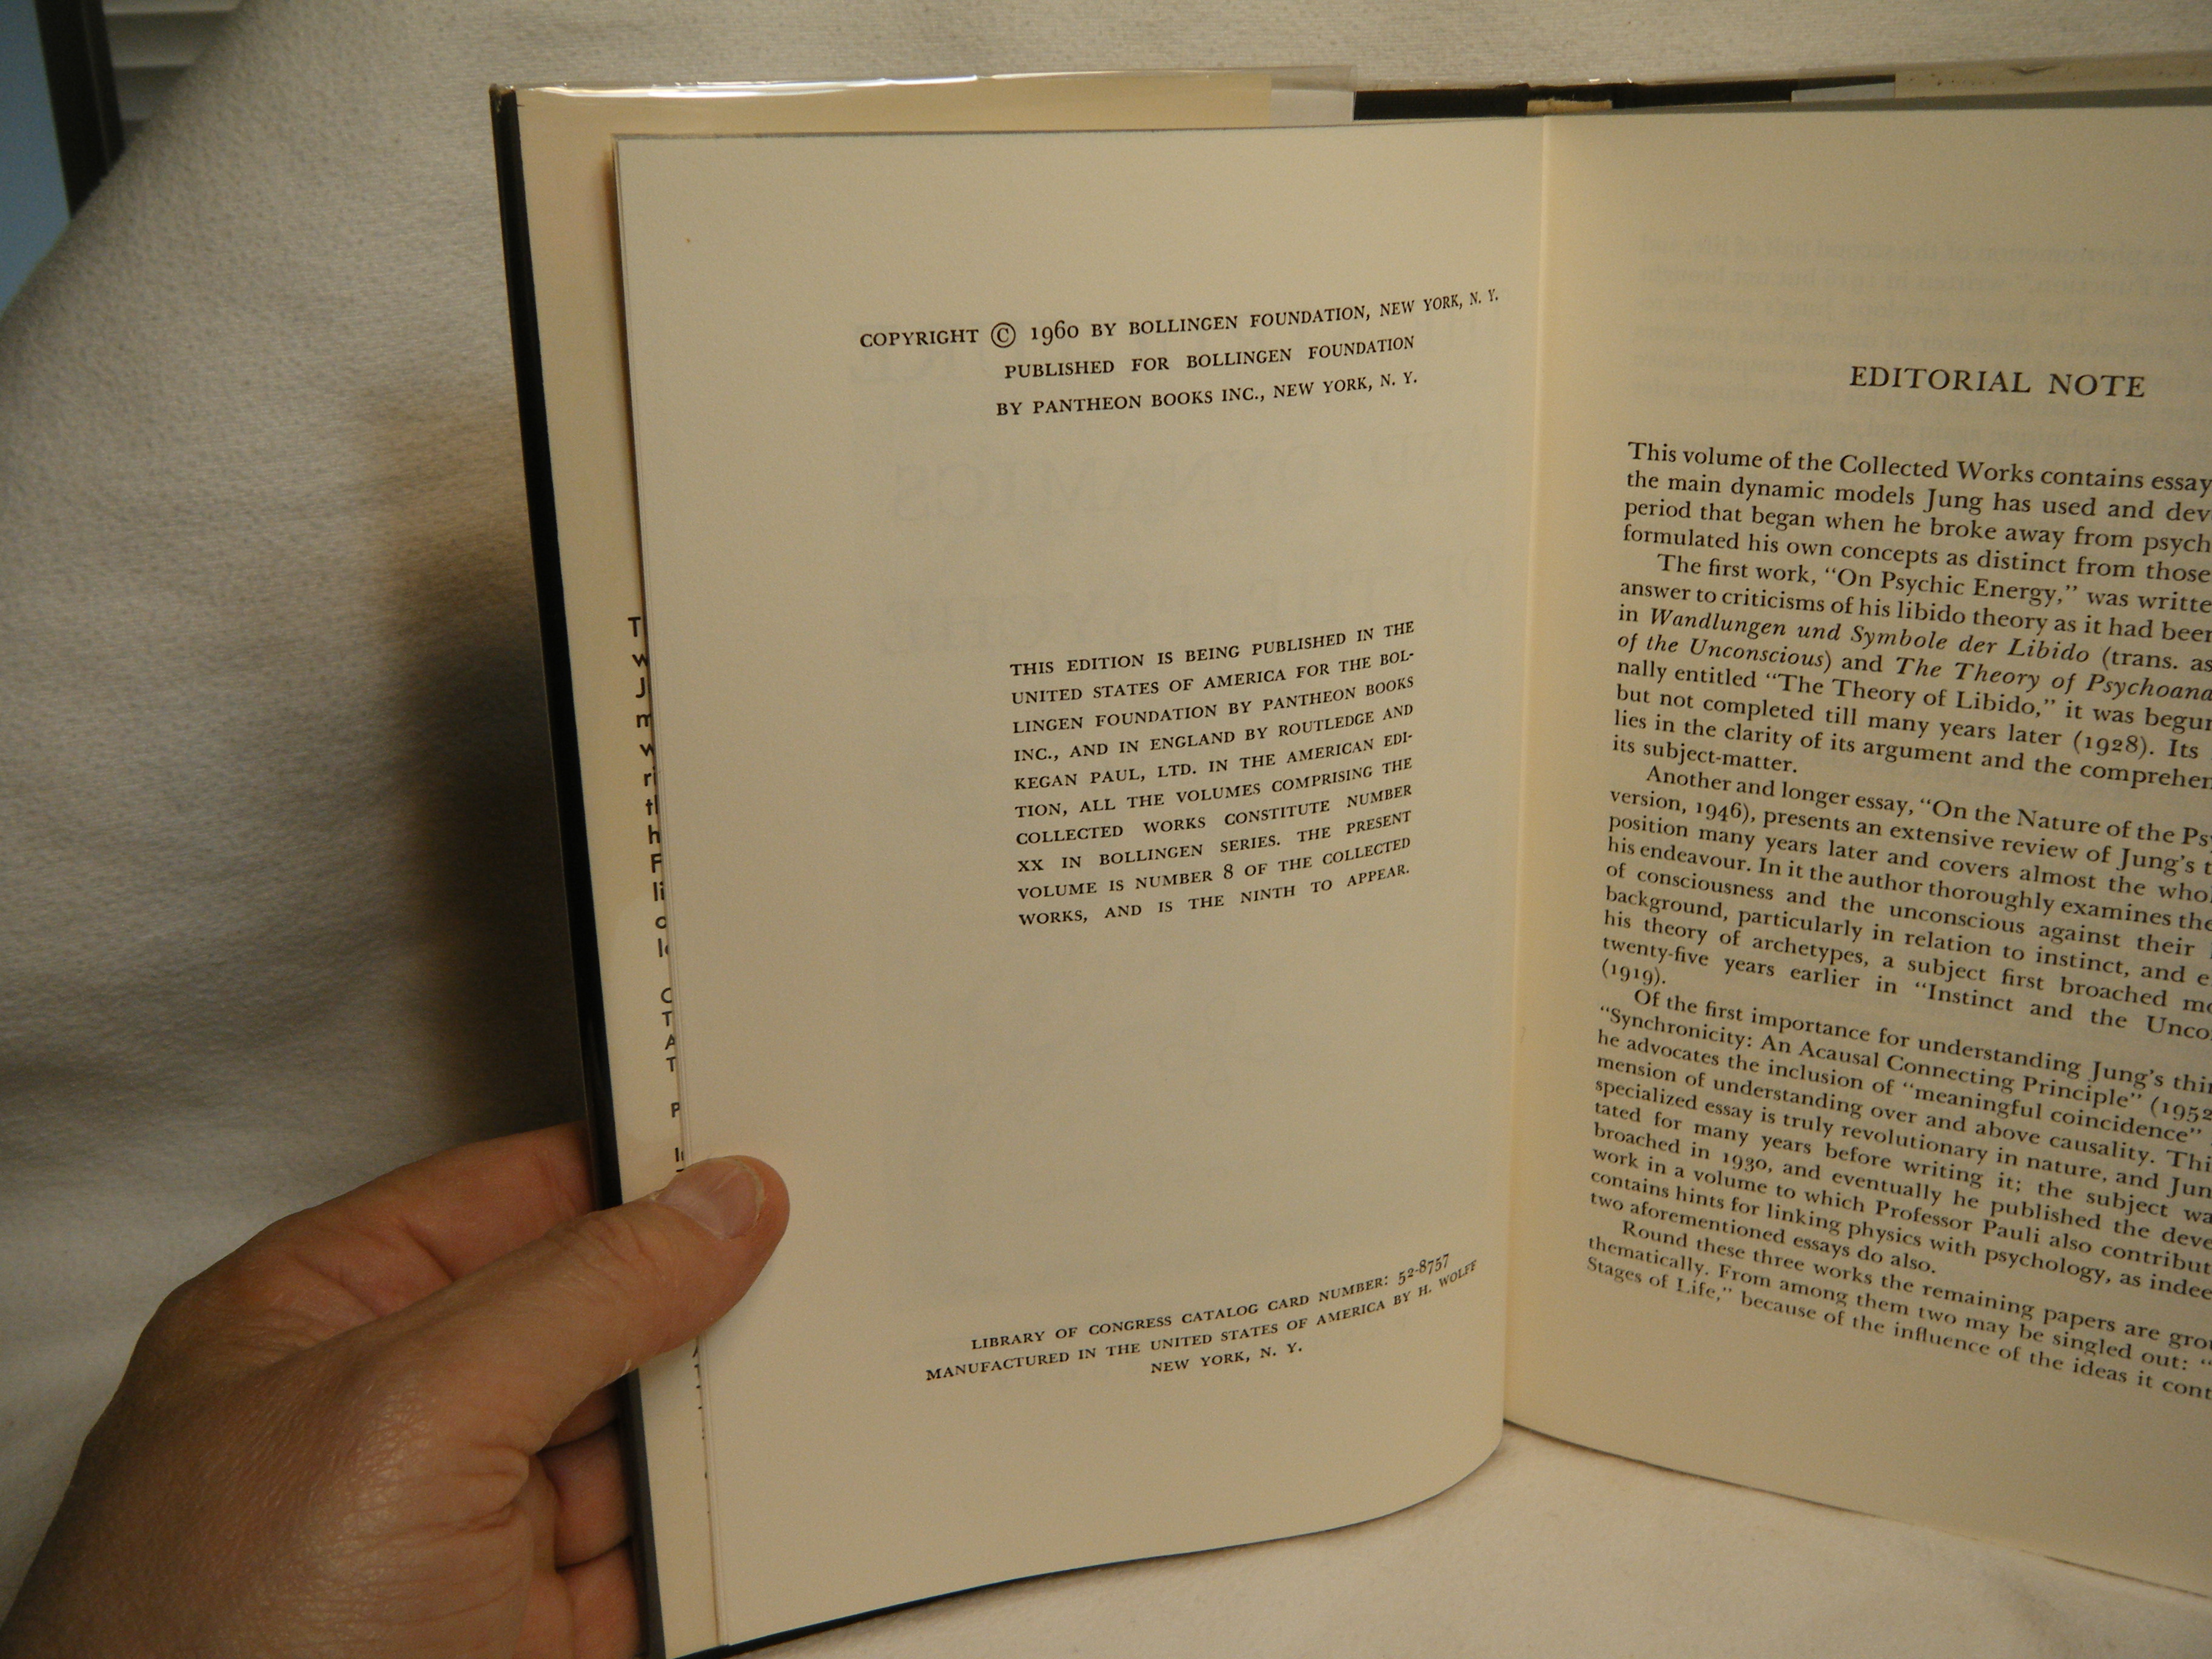 COPYRIGHT © 1960 BY BOLLINGEN FOUNDATION, NEW YORK, N. Y.
PUBLISHED FOR BOLLINGEN FOUNDATION
BY PANTHEON BOOKS INC., NEW YORK, N. Y.
THIS EDITION IS BEING PUBLISHED IN THE
UNITED STATES OF AMERICA FOR THE BOL-
LINGEN FOUNDATION BY PANTHEON BOOKS
INC., AND IN ENGLAND BY ROUTLEDGE AND
KEGAN PAUL, LTD. IN THE AMERICAN EDI-
TION, ALL THE VOLUMES COMPRISING THE
COLLECTED WORKS CONSTITUTE NUMBER
XX IN BOLLINGEN SERIES. THE PRESENT
VOLUME IS NUMBER 8 OF THE COLLECTED
WORKS, AND IS THE NINTH TO APPEAR.
LIBRARY OF CONGRESS CATALOG CARD NUMBER: 52-8757
MANUFACTURED IN THE UNITED STATES OF AMERICA BY H. WOLFF
NEW YORK, N. Y.
EDITORIAL NOTE
This volume of the Collected Works contains essay
the main dynamic models Jung has used and dev
period that began when he broke away from psych
formulated his own concepts as distinct from those
The first work, “On Psychic Energy,” was writte
answer to criticisms of his libido theory as it had been
in Wandlungen und Symbole der Libido (trans. as
of the Unconscious) and The Theory of Psychoana
nally entitled “The Theory of Libido,” it was begun
but not completed till many years later (1928). Its
lies in the clarity of its argument and the comprehen
its subject-matter.
Another and longer essay, “On the Nature of the Psy
version, 1946), presents an extensive review of Jung's t
position many years later and covers almost the whol
his endeavour. In it the author thoroughly examines the
of consciousness and the unconscious against their
background, particularly in relation to instinct, and e
his theory of archetypes, a subject first broached mo
twenty-five years earlier in “Instinct and the Unco
(1919).
Of the first importance for understanding Jung's thin
“Synchronicity: An Acausal Connecting Principle” (1952
he advocates the inclusion of “meaningful coincidence”
mension of understanding over and above causality. Thi
specialized essay is truly revolutionary in nature, and Jun
tated for many years before writing it; the subject wa
broached in 1930, and eventually he published the deve
work in a volume to which Professor Pauli also contribut
contains hints for linking physics with psychology, as indee
two aforementioned essays do also.
Round these three works the remaining papers are grou
thematically. From among them two may be singled out: “
Stages of Life,” because of the influence of the ideas it cont